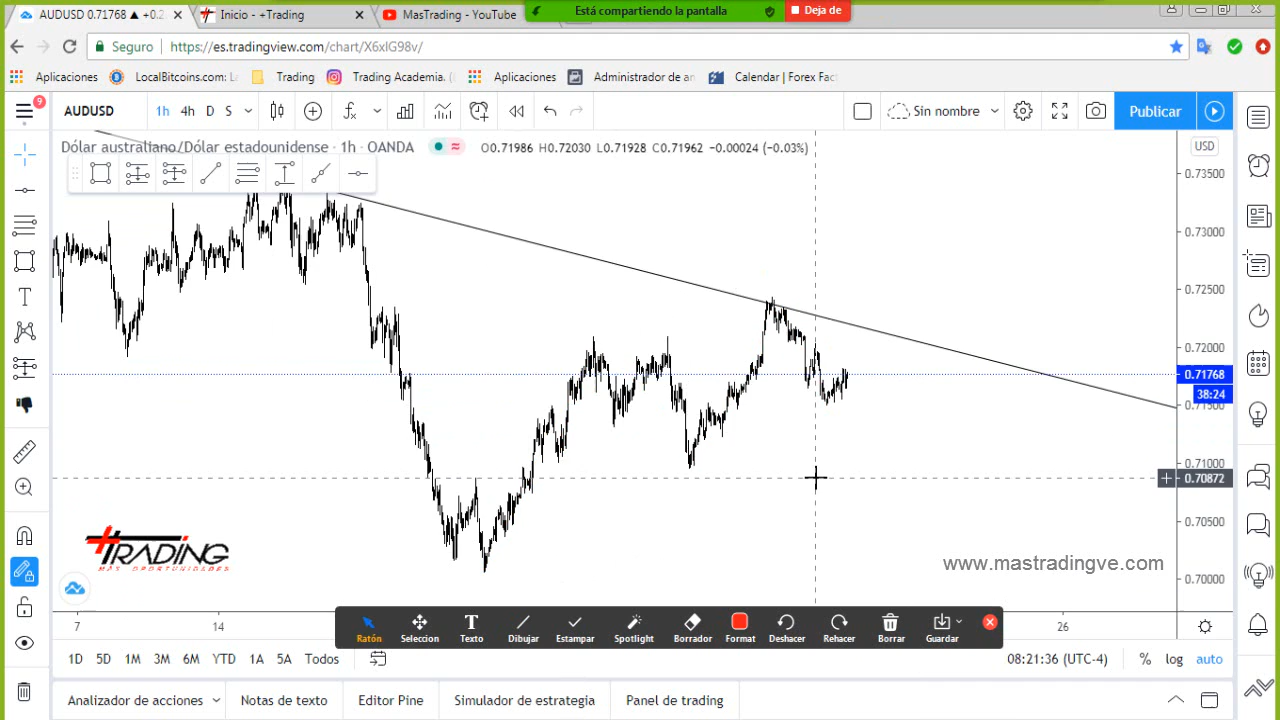 AUDUSD 0.71768 ▲ +0.2
Inicio - +Trading
MasTrading - YouTube
Está compartiendo la pantalla
Deja de
Seguro
https://es.tradingview.com/chart/X6xIG98v/
Aplicaciones
LocalBitcoins.com: L
Trading
Trading Academia. (
Aplicaciones
Administrador de an
Calendar | Forex Fac
9
AUDUSD
1h
4h
D
S
Sin nombre
Publicar
Dólar australiano/Dólar estadounidense · 1h · OANDA
O0.71986 H0.72030 L0.71928 C0.71962 −0.00024 (−0.03%)
USD
0.73500
0.73000
0.72500
0.72000
0.71768
38:24
0.71500
0.71000
0.70872
0.70500
0.70000
+TRADING
MAS OPORTUNIDADES
www.mastradingve.com
7
14
26
Ratón
Seleccion
Texto
Dibujar
Estampar
Spotlight
Borrador
Format
Deshacer
Rehacer
Borrar
Guardar
1D 5D 1M 3M 6M YTD 1A 5A Todos
08:21:36 (UTC-4)
%
log
auto
Analizador de acciones
Notas de texto
Editor Pine
Simulador de estrategia
Panel de trading